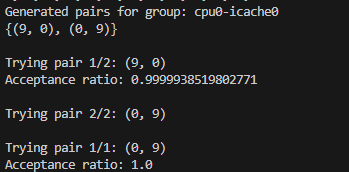 Generated pairs for group: cpu0-icache0
{(9, 0), (0, 9)}
Trying pair 1/2: (9, 0)
Acceptance ratio: 0.9999938519802771
Trying pair 2/2: (0, 9)
Trying pair 1/1: (0, 9)
Acceptance ratio: 1.0